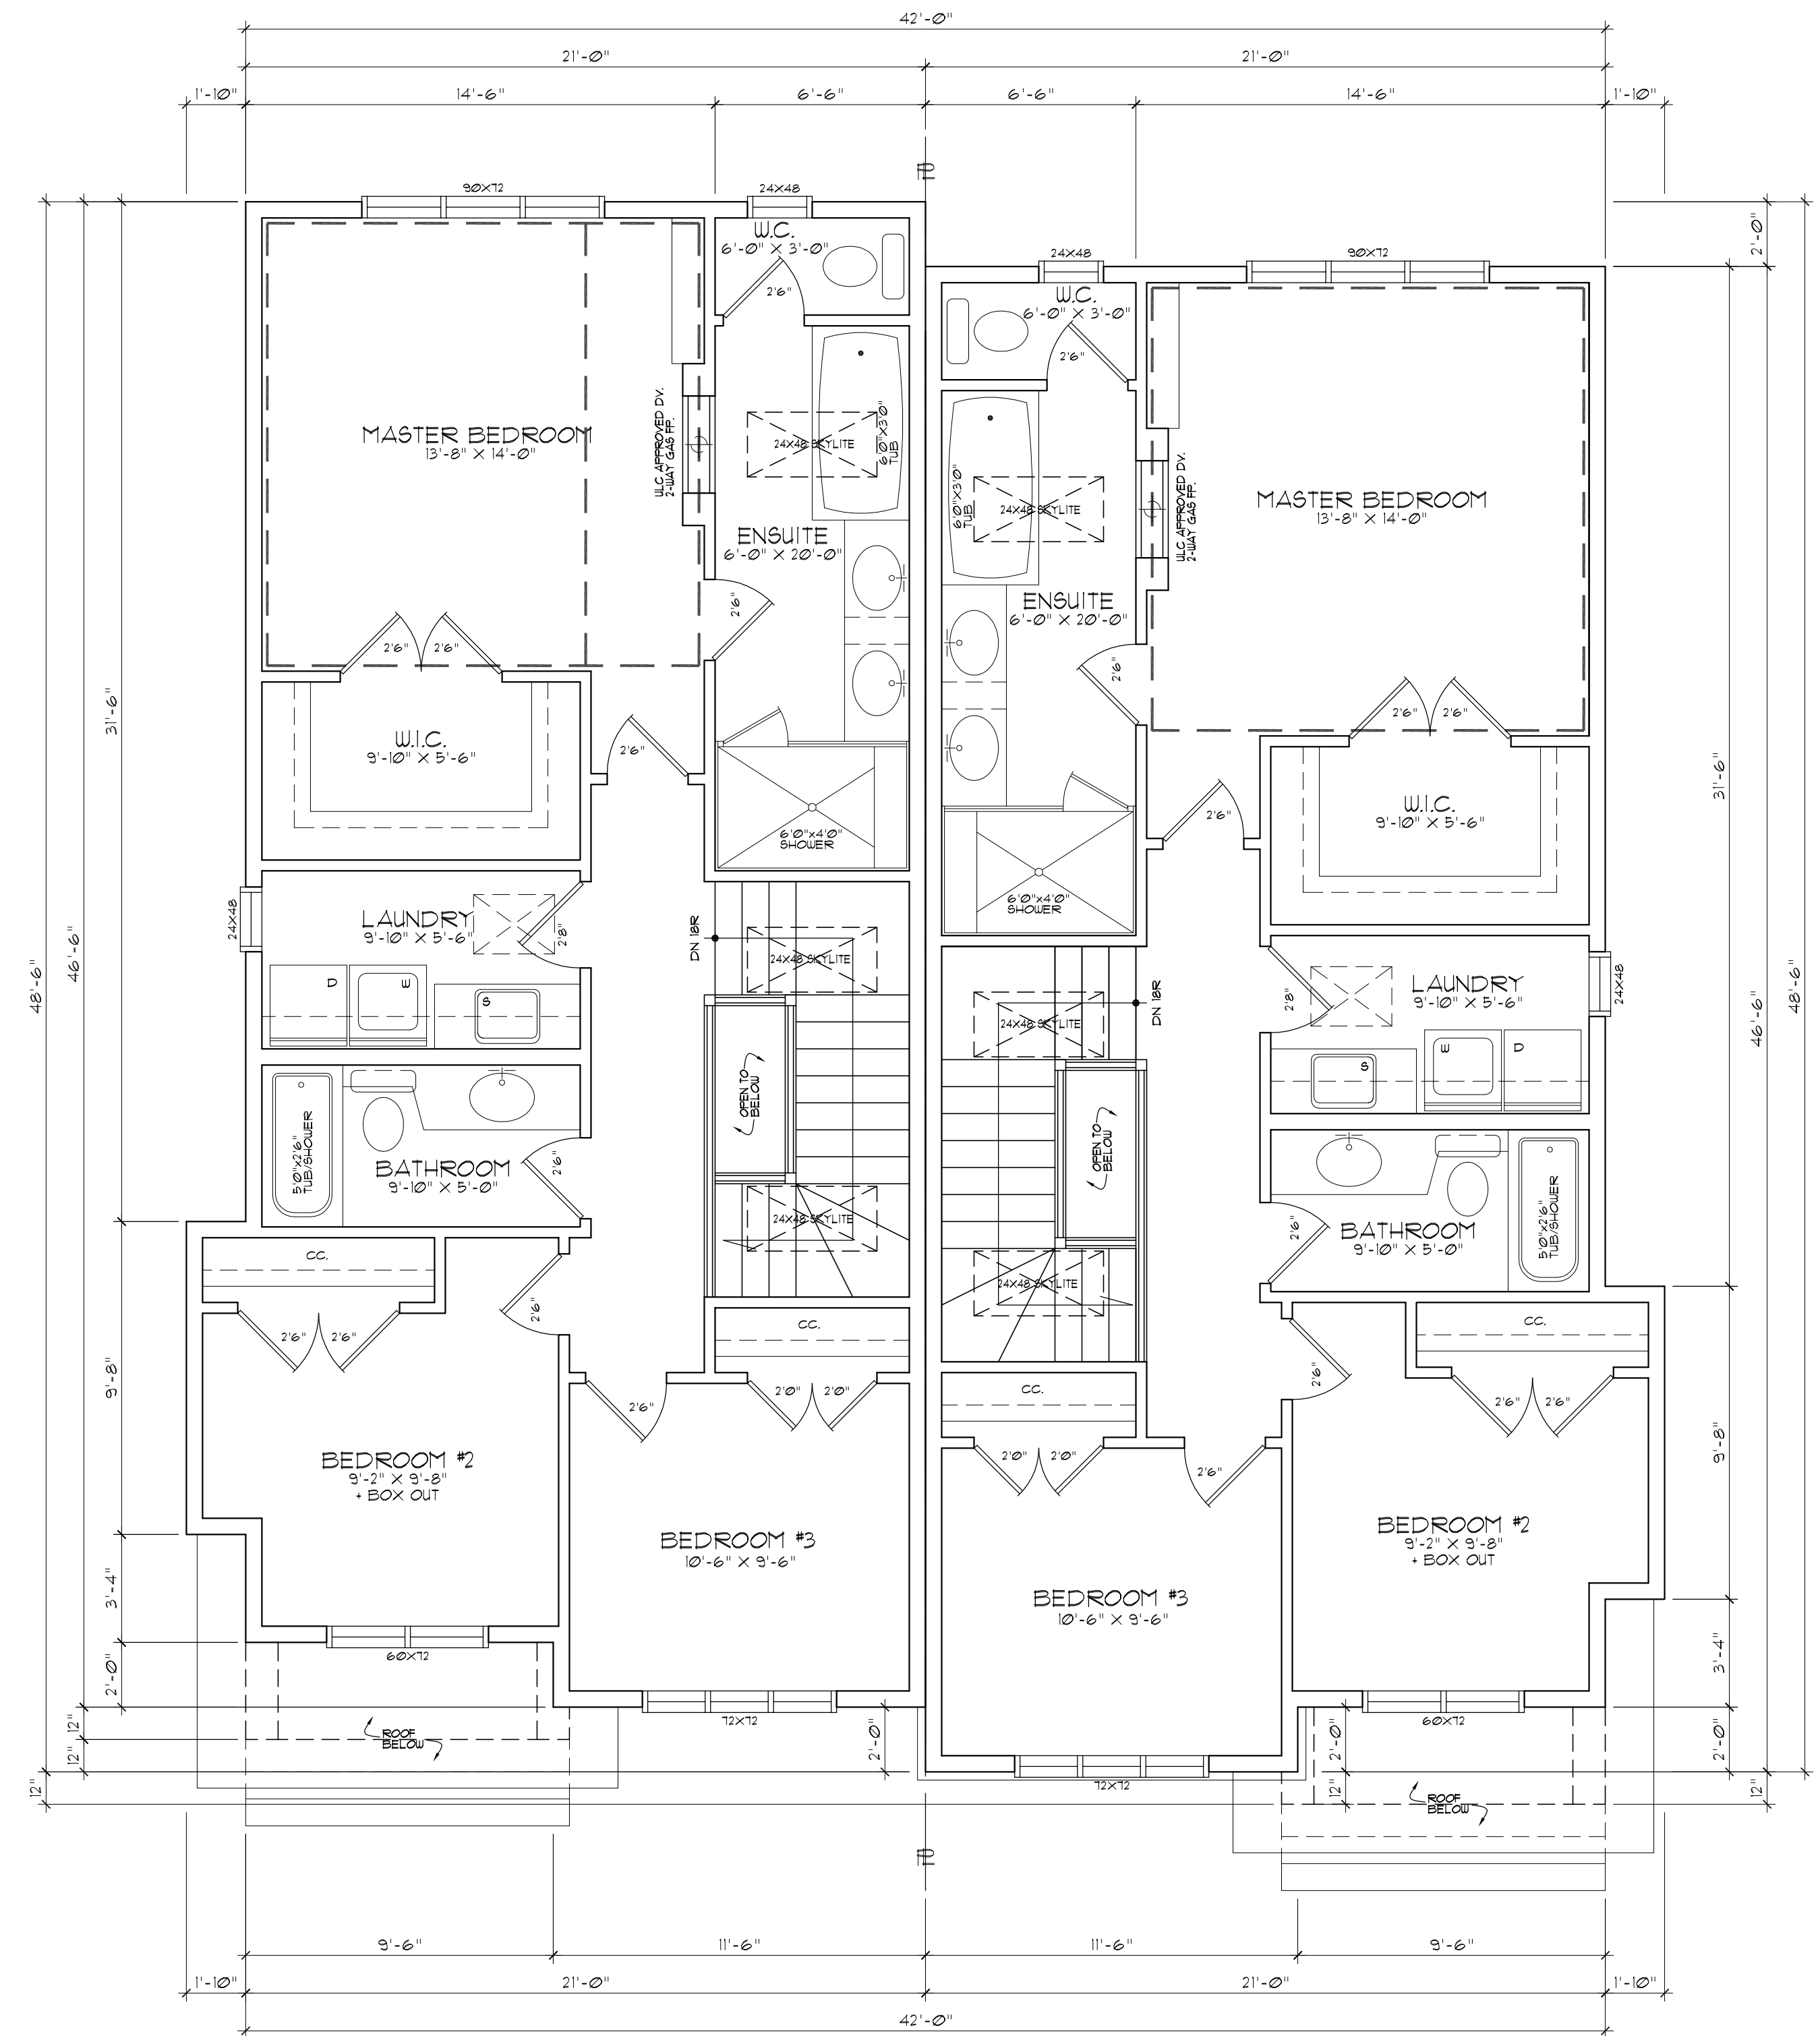 42'-0"
21'-0"
21'-0"
1'-10"
14'-6"
6'-6"
6'-6"
14'-6"
1'-10"
90X72
24X48
W.C.
6'-0" X 3'-0"
2'6"
24X48
90X72
W.C.
6'-0" X 3'-0"
2'6"
2'-0"
MASTER BEDROOM
13'-8" X 14'-0"
ULC APPROVED DV.
2-WAY GAS FP.
24X48 SKYLITE
6'0"X3'0"
TUB
ENSUITE
6'-0" X 20'-0"
2'6"
6'0"X3'0"
TUB
24X48 SKYLITE
ULC APPROVED DV.
2-WAY GAS FP.
MASTER BEDROOM
13'-8" X 14'-0"
ENSUITE
6'-0" X 20'-0"
2'6"
2'6"
2'6"
2'6"
2'6"
31'-6"
31'-6"
W.I.C.
9'-10" X 5'-6"
2'6"
6'0"x4'0"
SHOWER
2'6"
W.I.C.
9'-10" X 5'-6"
6'0"x4'0"
SHOWER
48'-6"
46'-6"
24X48
LAUNDRY
9'-10" X 5'-6"
2'8"
D
W
S
DN 18R
24X48 SKYLITE
24X48 SKYLITE
DN 18R
2'8"
LAUNDRY
9'-10" X 5'-6"
24X48
S
W
D
46'-6"
48'-6"
OPEN TO
BELOW
OPEN TO
BELOW
5'0"x2'6"
TUB/SHOWER
BATHROOM
9'-10" X 5'-0"
2'6"
24X48 SKYLITE
24X48 SKYLITE
2'6"
BATHROOM
9'-10" X 5'-0"
5'0"x2'6"
TUB/SHOWER
CC.
2'6"
2'6"
2'6"
CC.
2'0"
2'0"
2'6"
CC.
2'0"
2'0"
2'6"
2'6"
CC.
2'6"
2'6"
9'-8"
9'-8"
BEDROOM #2
9'-2" X 9'-8"
+ BOX OUT
BEDROOM #3
10'-6" X 9'-6"
BEDROOM #3
10'-6" X 9'-6"
BEDROOM #2
9'-2" X 9'-8"
+ BOX OUT
3'-4"
3'-4"
60X72
72X72
60X72
72X72
2'-0"
12"
12"
12"
ROOF
BELOW
2'-0"
2'-0"
12"
ROOF
BELOW
2'-0"
12"
9'-6"
11'-6"
11'-6"
9'-6"
1'-10"
21'-0"
21'-0"
1'-10"
42'-0"